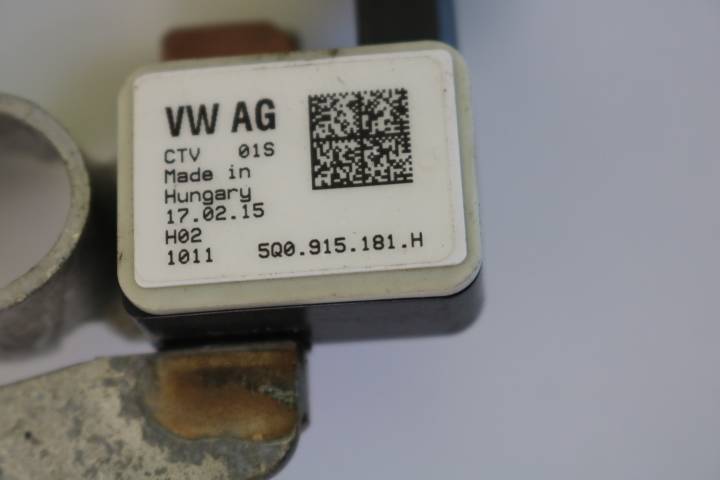 VW AG
CTV 01S
Made in
Hungary
17.02.15
H02
1011 5Q0.915.181.H